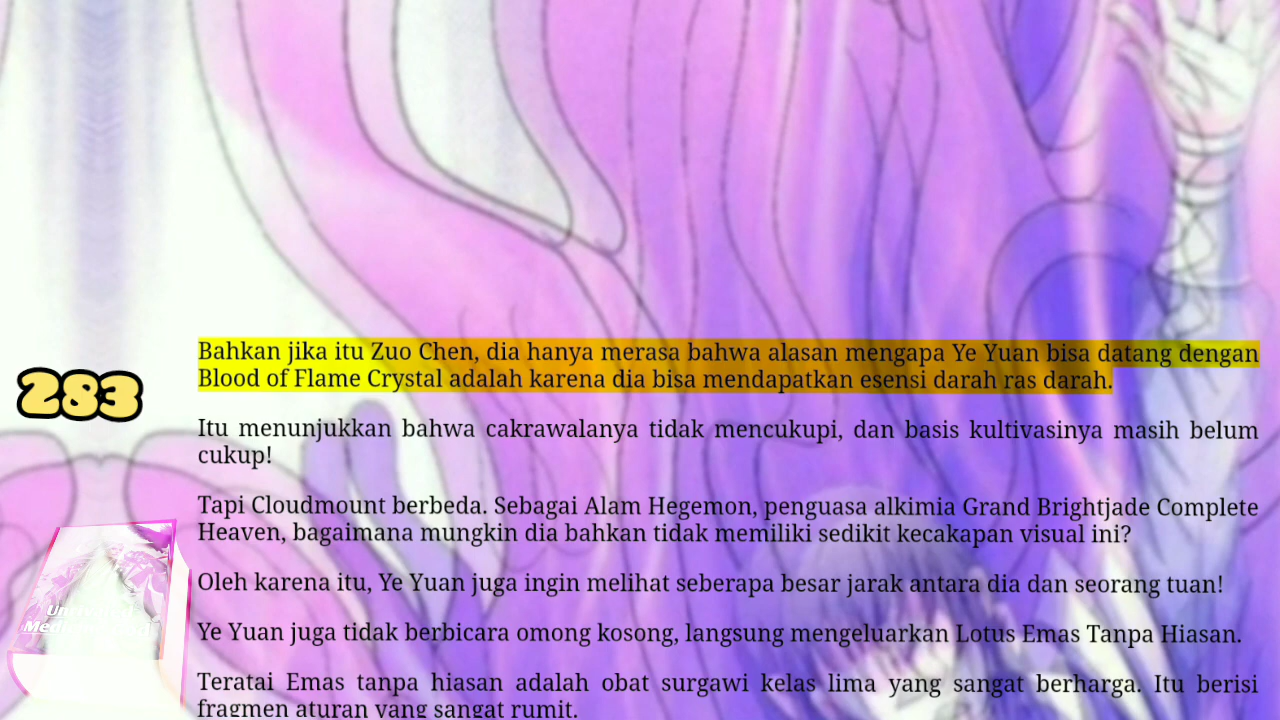 Bahkan jika itu Zuo Chen, dia hanya merasa bahwa alasan mengapa Ye Yuan bisa datang dengan
Blood of Flame Crystal adalah karena dia bisa mendapatkan esensi darah ras darah.
283
Itu menunjukkan bahwa cakrawalanya tidak mencukupi, dan basis kultivasinya masih belum
cukup!
Tapi Cloudmount berbeda. Sebagai Alam Hegemon, penguasa alkimia Grand Brightjade Complete
Heaven, bagaimana mungkin dia bahkan tidak memiliki sedikit kecakapan visual ini?
Oleh karena itu, Ye Yuan juga ingin melihat seberapa besar jarak antara dia dan seorang tuan!
Ye Yuan juga tidak berbicara omong kosong, langsung mengeluarkan Lotus Emas Tanpa Hiasan.
Teratai Emas tanpa hiasan adalah obat surgawi kelas lima yang sangat berharga. Itu berisi
fragmen aturan yang sangat rumit.